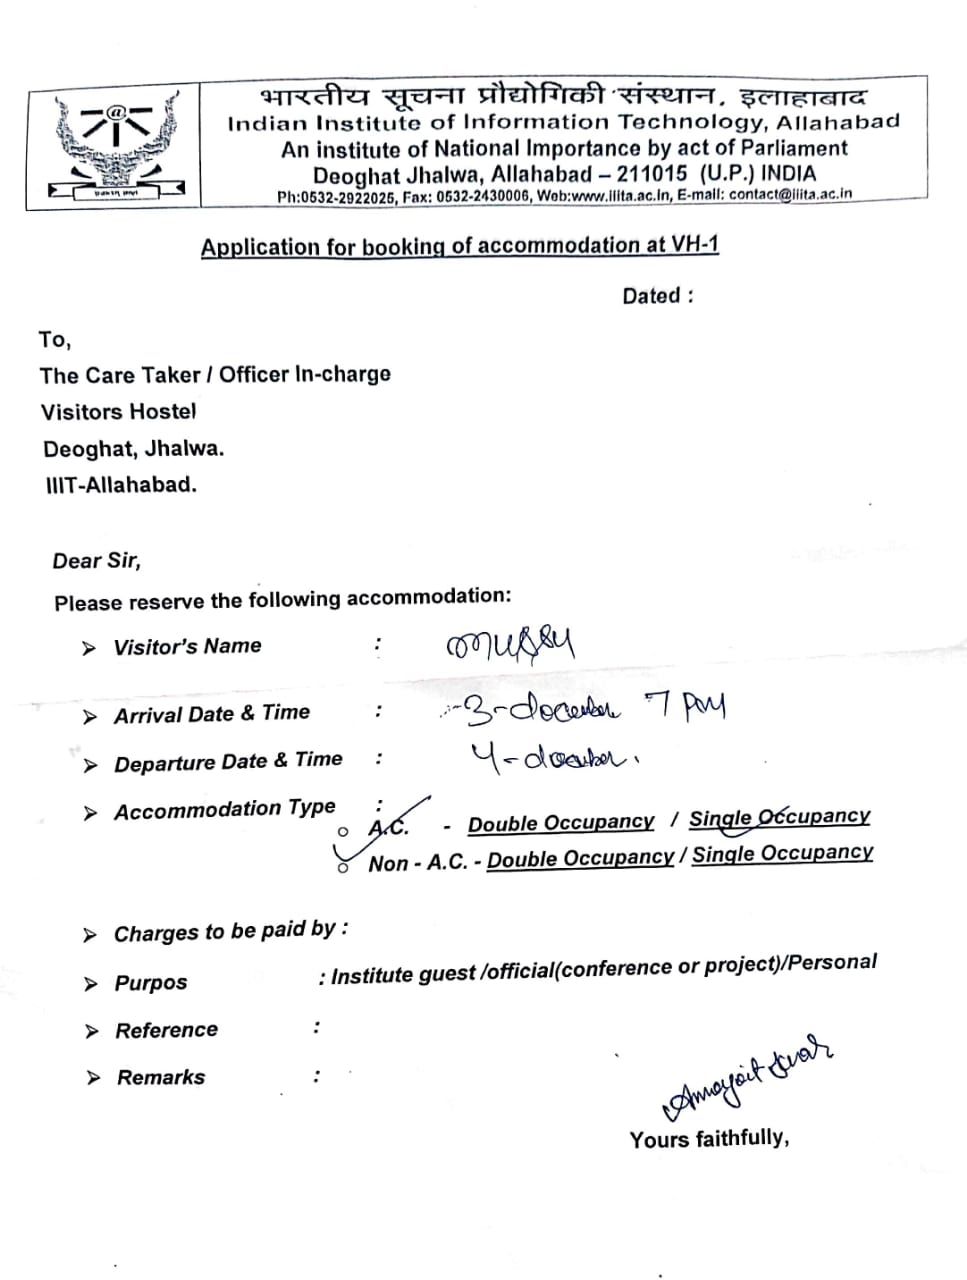 भारतीय सूचना प्रौद्योगिकी संस्थान, इलाहाबाद
Indian Institute of Information Technology, Allahabad
An institute of National Importance by act of Parliament
Deoghat Jhalwa, Allahabad – 211015 (U.P.) INDIA
Ph:0532-2922025, Fax: 0532-2430006, Web:www.iiita.ac.in, E-mail: contact@iiita.ac.in
Application for booking of accommodation at VH-1
Dated :
To,
The Care Taker / Officer In-charge
Visitors Hostel
Deoghat, Jhalwa.
IIIT-Allahabad.
Dear Sir,
Please reserve the following accommodation:
➢ Visitor's Name :
➢ Arrival Date & Time : 3-december 7 pm
➢ Departure Date & Time : 4-december.
➢ Accommodation Type :
o A.C. - Double Occupancy / Single Occupancy
o Non - A.C. - Double Occupancy / Single Occupancy
➢ Charges to be paid by :
➢ Purpos : Institute guest /official(conference or project)/Personal
➢ Reference :
➢ Remarks :
Yours faithfully,